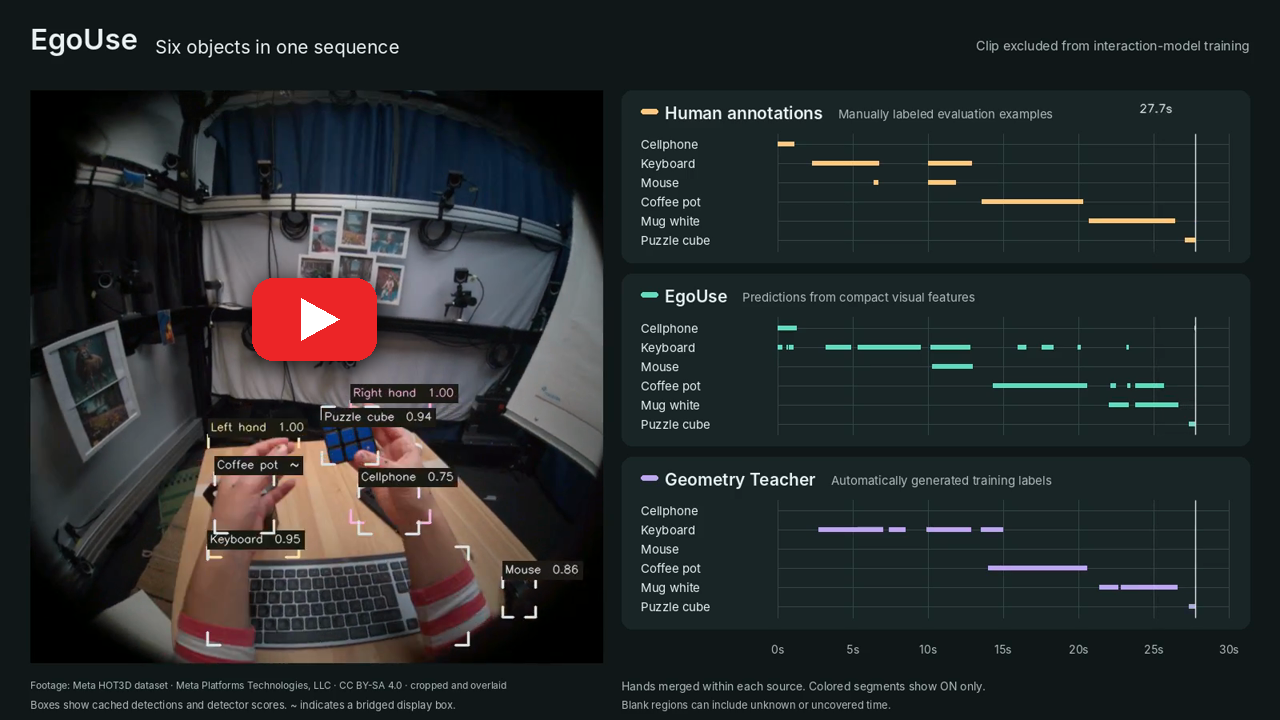 EgoUse Six objects in one sequence
Clip excluded from interaction-model training
Right hand 1.00
Puzzle cube 0.94
Left hand 1.00
Coffee pot ~
Cellphone 0.75
Keyboard 0.95
Mouse 0.86
Human annotations Manually labeled evaluation examples 27.7s
Cellphone
Keyboard
Mouse
Coffee pot
Mug white
Puzzle cube
EgoUse Predictions from compact visual features
Cellphone
Keyboard
Mouse
Coffee pot
Mug white
Puzzle cube
Geometry Teacher Automatically generated training labels
Cellphone
Keyboard
Mouse
Coffee pot
Mug white
Puzzle cube
0s 5s 10s 15s 20s 25s 30s
Footage: Meta HOT3D dataset · Meta Platforms Technologies, LLC · CC BY-SA 4.0 · cropped and overlaid
Boxes show cached detections and detector scores. ~ indicates a bridged display box.
Hands merged within each source. Colored segments show ON only.
Blank regions can include unknown or uncovered time.